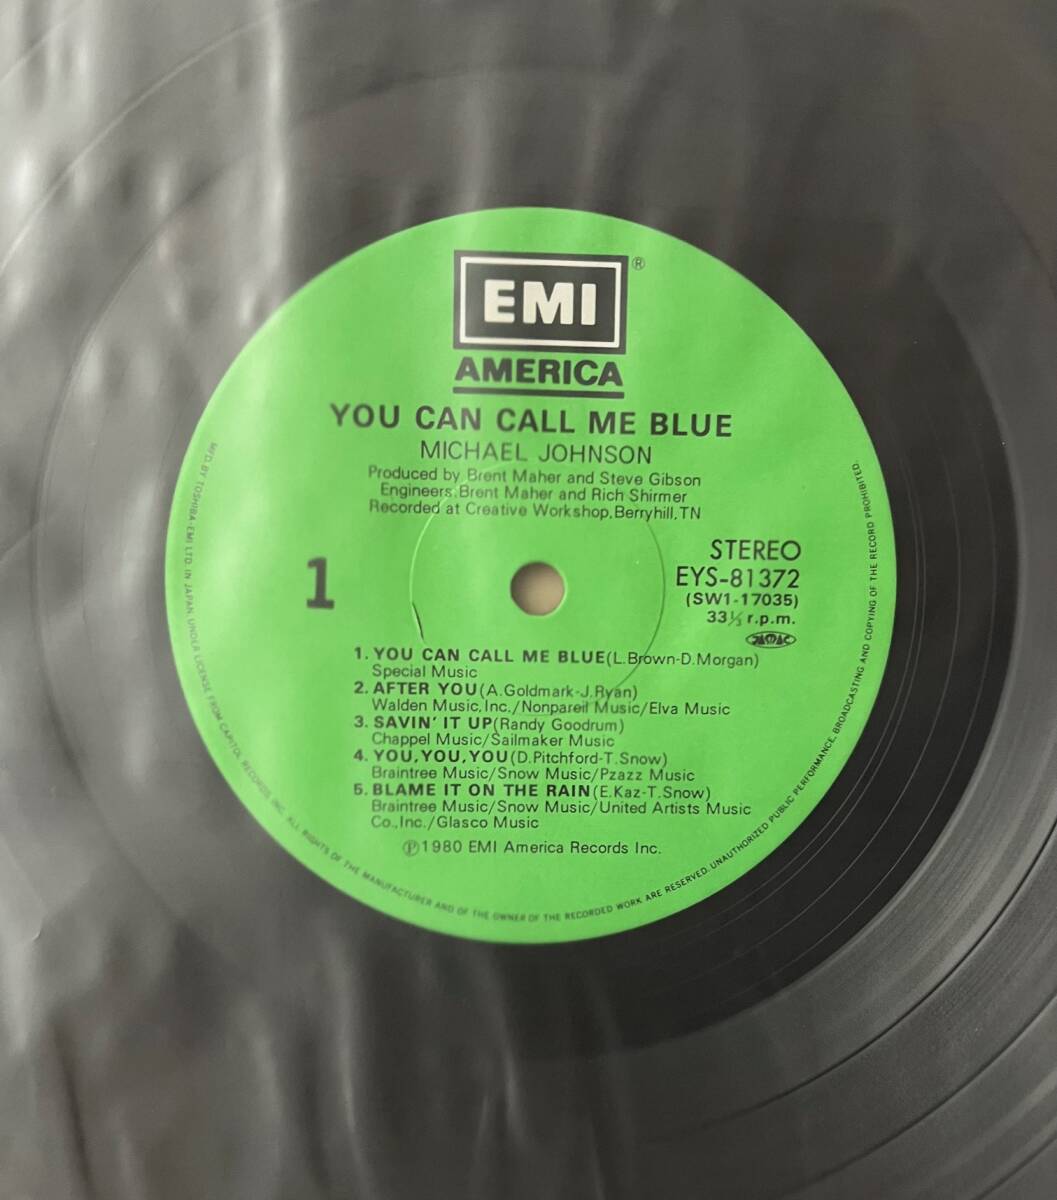 EMI
®
AMERICA
YOU CAN CALL ME BLUE
MICHAEL JOHNSON
Produced by Brent Maher and Steve Gibson
Engineers:Brent Maher and Rich Shirmer
Recorded at Creative Workshop,Berryhill,TN
1
STEREO
EYS-81372
(SW1-17035)
33⅓ r.p.m.
1. YOU CAN CALL ME BLUE(L.Brown-D.Morgan)
Special Music
2. AFTER YOU(A.Goldmark-J.Ryan)
Walden Music,Inc./Nonpareil Music/Elva Music
3. SAVIN' IT UP(Randy Goodrum)
Chappel Music/Sailmaker Music
4. YOU,YOU,YOU(D.Pitchford-T.Snow)
Braintree Music/Snow Music/Pzazz Music
5. BLAME IT ON THE RAIN(E.Kaz-T.Snow)
Braintree Music/Snow Music/United Artists Music
Co.,Inc./Glasco Music
Ⓟ1980 EMI America Records Inc.
MF'D. BY TOSHIBA-EMI LTD. IN JAPAN, UNDER LICENSE FROM CAPITOL RECORDS INC. ALL RIGHTS OF THE MANUFACTURER AND OF THE OWNER OF THE RECORDED WORK ARE RESERVED. UNAUTHORIZED PUBLIC PERFORMANCE, BROADCASTING AND COPYING OF THE RECORD PROHIBITED.